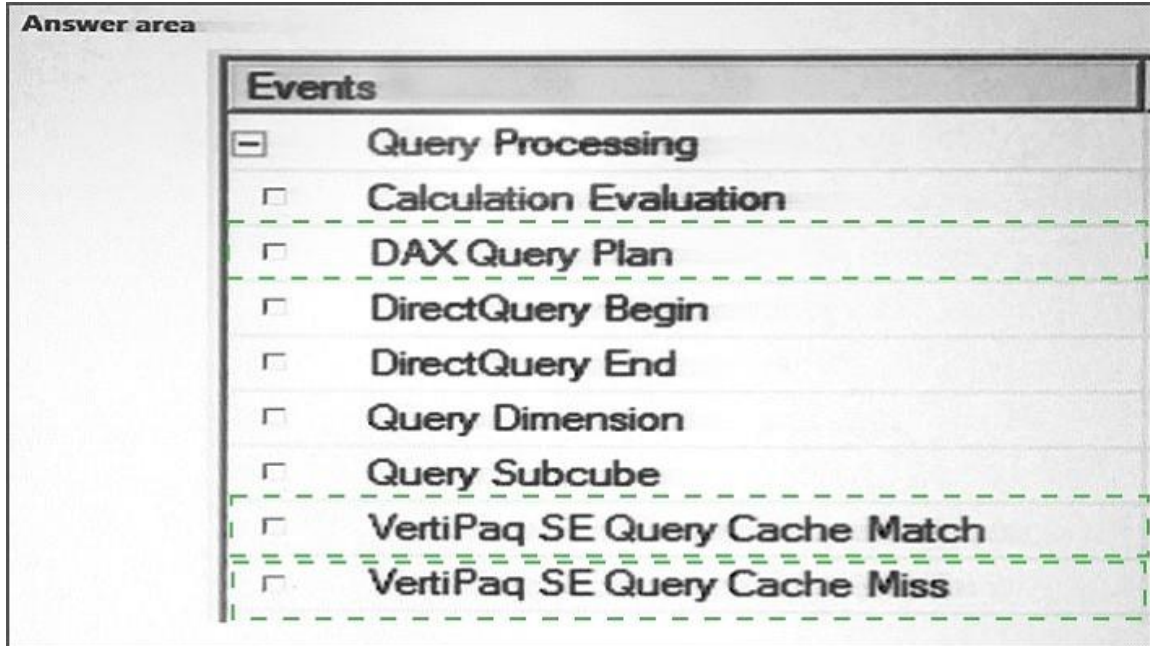 Answer area
Events
Query Processing
Calculation Evaluation
DAX Query Plan
DirectQuery Begin
DirectQuery End
Query Dimension
Query Subcube
VertiPaq SE Query Cache Match
VertiPaq SE Query Cache Miss